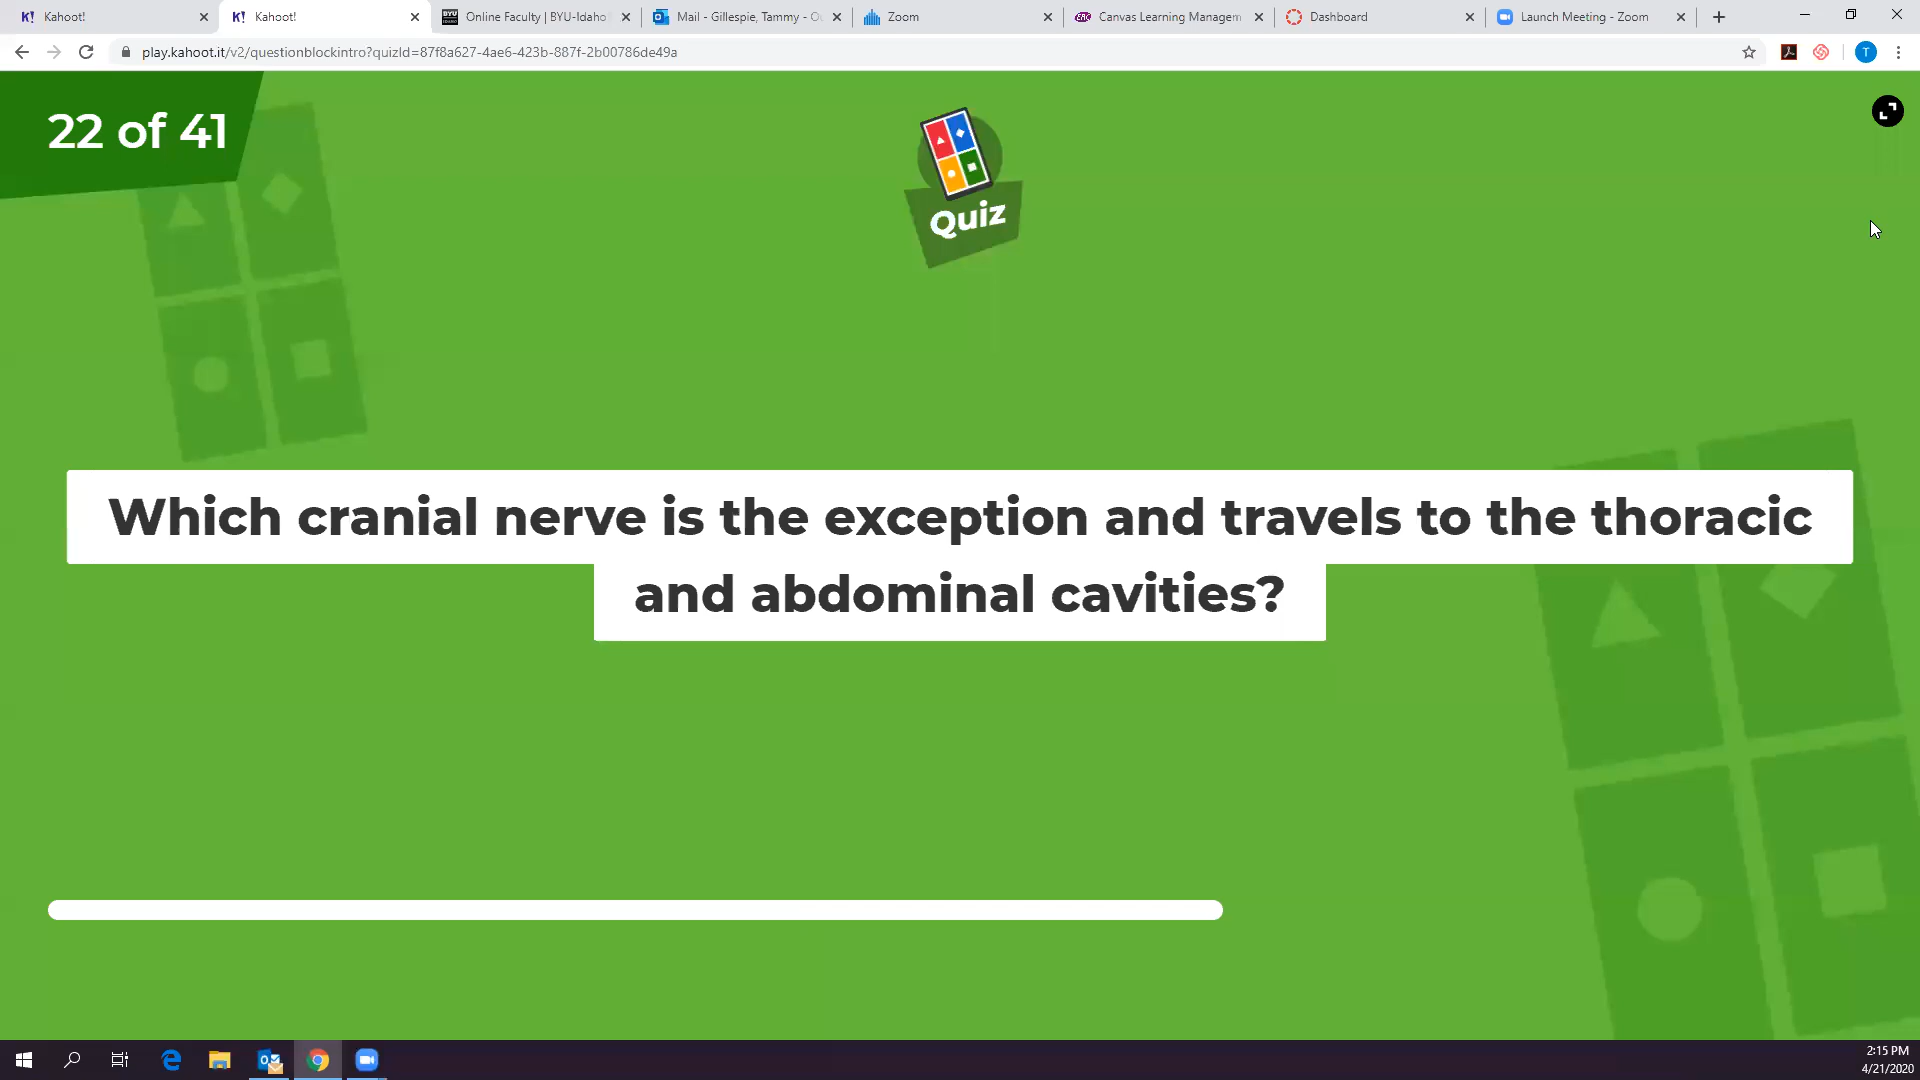 Kahoot!
Kahoot!
Online Faculty | BYU-Idaho
Mail - Gillespie, Tammy - O
Zoom
Canvas Learning Managem
Dashboard
Launch Meeting - Zoom
play.kahoot.it/v2/questionblockintro?quizId=87f8a627-4ae6-423b-887f-2b00786de49a
T
22 of 41
Quiz
Which cranial nerve is the exception and travels to the thoracic
and abdominal cavities?
2:15 PM
4/21/2020